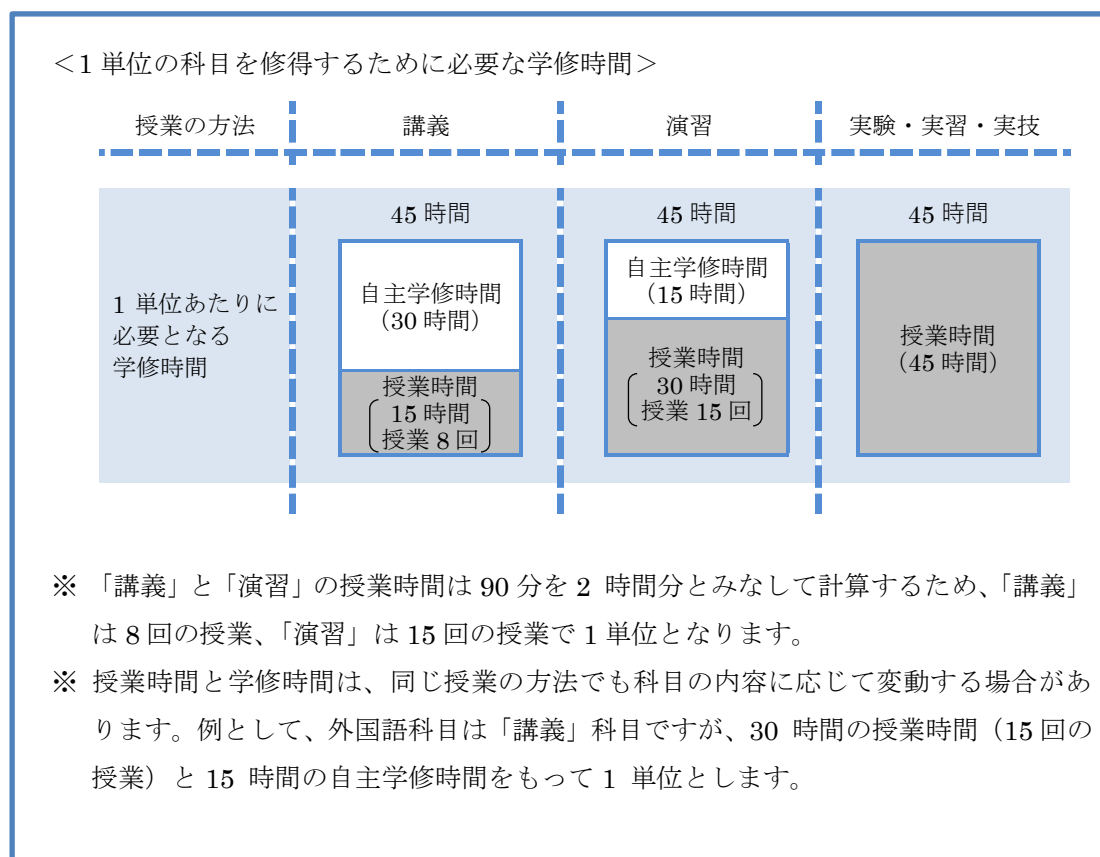 ＜1 単位の科目を修得するために必要な学修時間＞
授業の方法
講義
演習
実験・実習・実技
1 単位あたりに
必要となる
学修時間
45 時間
自主学修時間
（30 時間）
授業時間
15 時間
授業 8 回
45 時間
自主学修時間
（15 時間）
授業時間
30 時間
授業 15 回
45 時間
授業時間
（45 時間）
※ 「講義」と「演習」の授業時間は 90 分を 2 時間分とみなして計算するため、「講義」
は 8 回の授業、「演習」は 15 回の授業で 1 単位となります。
※ 授業時間と学修時間は、同じ授業の方法でも科目の内容に応じて変動する場合があ
ります。例として、外国語科目は「講義」科目ですが、30 時間の授業時間（15 回の
授業）と 15 時間の自主学修時間をもって 1 単位とします。